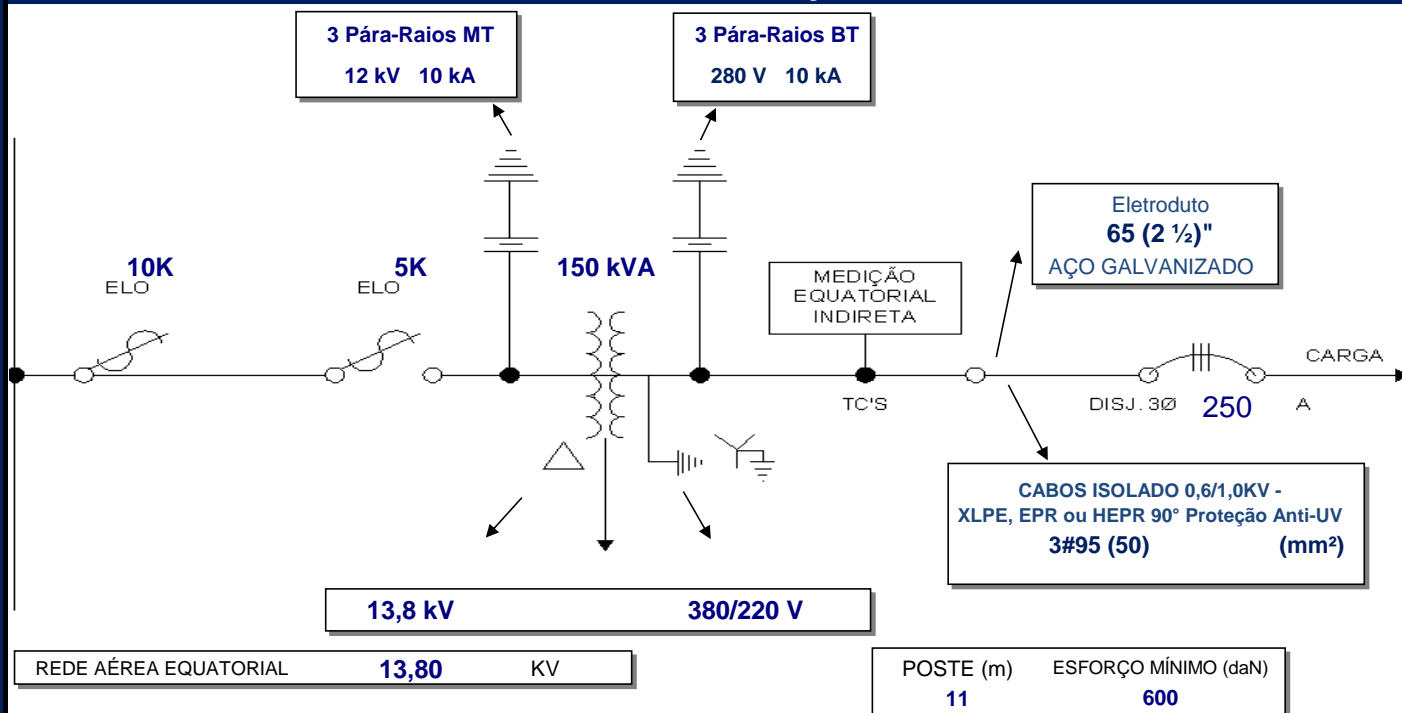 3 Pára-Raios MT
12 kV 10 kA
3 Pára-Raios BT
280 V 10 kA
Eletroduto
65 (2 ½)"
AÇO GALVANIZADO
10K
ELO
5K
ELO
150 kVA
MEDIÇÃO
EQUATORIAL
INDIRETA
TC'S
DISJ. 3Ø 250 A
CARGA
CABOS ISOLADO 0,6/1,0KV -
XLPE, EPR ou HEPR 90° Proteção Anti-UV
3#95 (50) (mm²)
13,8 kV 380/220 V
REDE AÉREA EQUATORIAL 13,80 KV
POSTE (m) ESFORÇO MÍNIMO (daN)
11 600